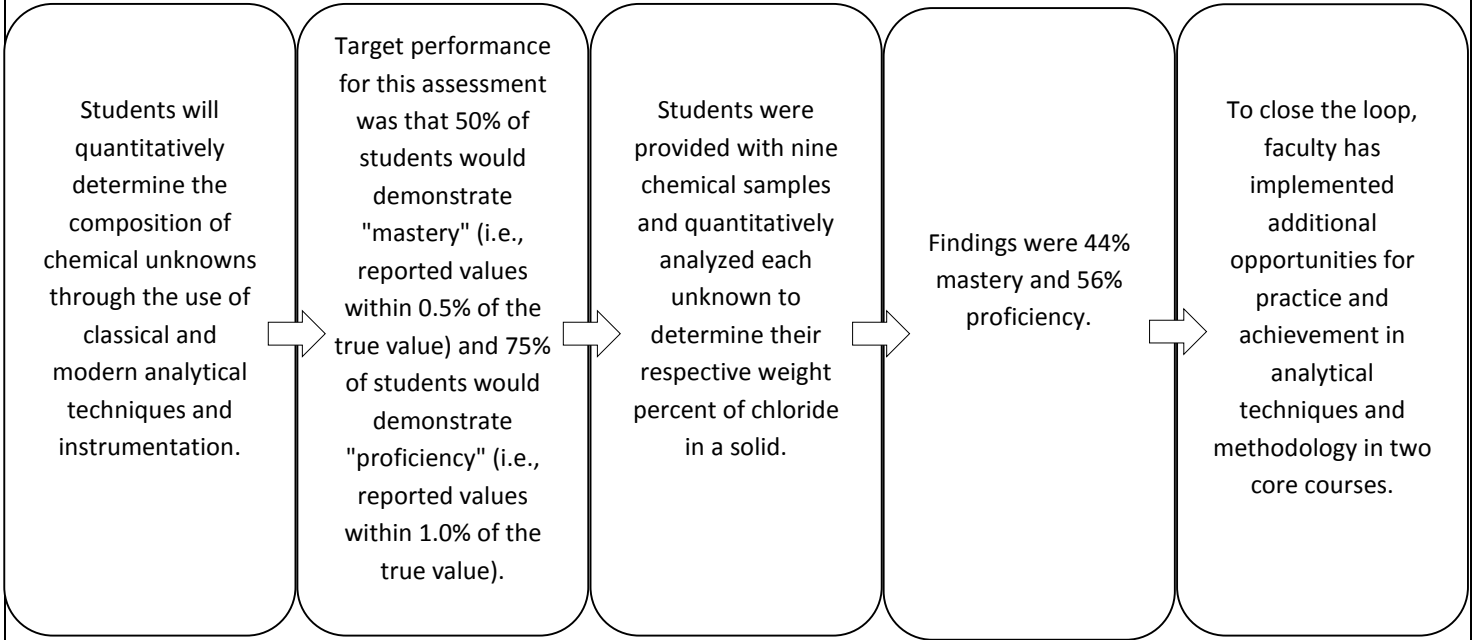 Students will
quantitatively
determine the
composition of
chemical unknowns
through the use of
classical and
modern analytical
techniques and
instrumentation.
Target performance
for this assessment
was that 50% of
students would
demonstrate
"mastery" (i.e.,
reported values
within 0.5% of the
true value) and 75%
of students would
demonstrate
"proficiency" (i.e.,
reported values
within 1.0% of the
true value).
Students were
provided with nine
chemical samples
and quantitatively
analyzed each
unknown to
determine their
respective weight
percent of chloride
in a solid.
Findings were 44%
mastery and 56%
proficiency.
To close the loop,
faculty has
implemented
additional
opportunities for
practice and
achievement in
analytical
techniques and
methodology in two
core courses.